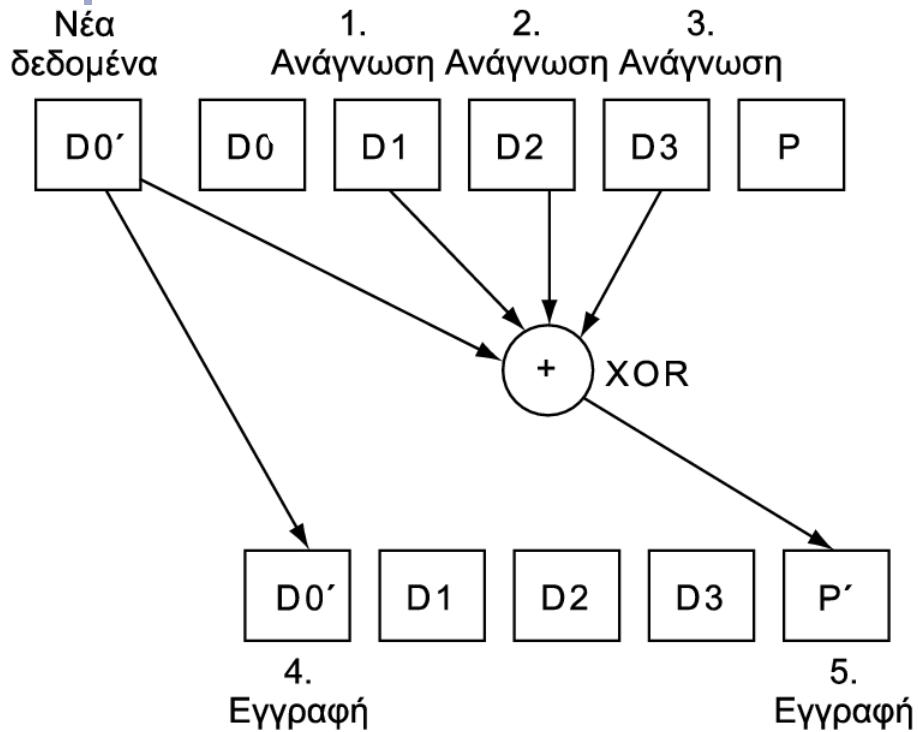 Νέα
δεδομένα
1.
Ανάγνωση
2.
Ανάγνωση
3.
Ανάγνωση
D0´ D0 D1 D2 D3 P
+ XOR
D0´ D1 D2 D3 P´
4.
Εγγραφή
5.
Εγγραφή